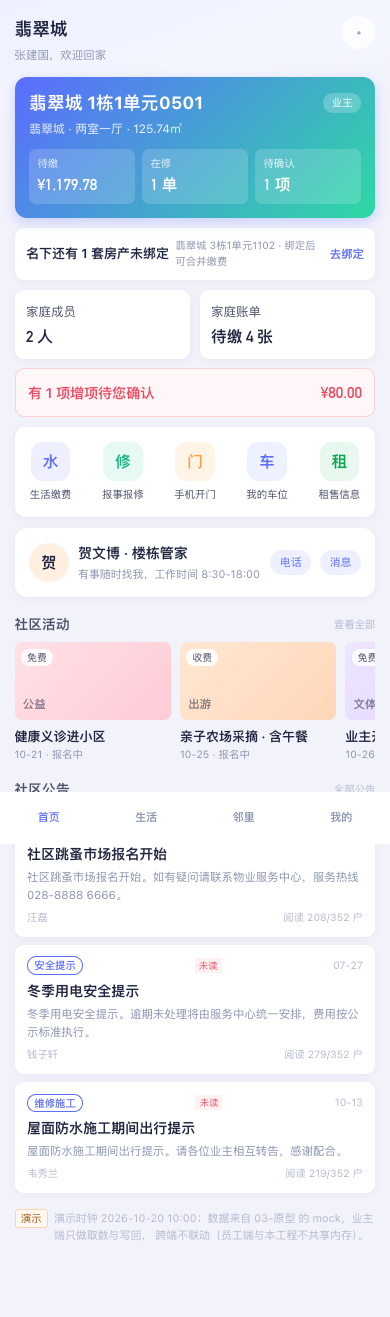 翡翠城
张建国，欢迎回家
翡翠城 1栋1单元0501
业主
翡翠城 · 两室一厅 · 125.74㎡
待缴
在修
待确认
¥1,179.78
1 单
1 项
名下还有 1 套房产未绑定
翡翠城 3栋1单元1102 · 绑定后
可合并缴费
去绑定
家庭成员
家庭账单
2 人
待缴 4 张
有 1 项增项待您确认
¥80.00
水
修
门
车
租
生活缴费
报事报修
手机开门
我的车位
租售信息
贺
贺文博 · 楼栋管家
有事随时找我，工作时间 8:30-18:00
电话
消息
社区活动
查看全部
免费
收费
免费
公益
出游
文体
健康义诊进小区
亲子农场采摘 · 含午餐
10-21 · 报名中
10-25 · 报名中
10-26
社区公告
全部公告
首页
生活
邻里
我的
社区跳蚤市场报名开始
社区跳蚤市场报名开始。如有疑问请联系物业服务中心，服务热线
028-8888 6666。
汪磊
阅读 208/352 户
安全提示
未读
07-27
冬季用电安全提示
冬季用电安全提示。逾期未处理将由服务中心统一安排，费用按公
示标准执行。
钱子轩
阅读 279/352 户
维修施工
未读
10-13
屋面防水施工期间出行提示
屋面防水施工期间出行提示。请各位业主相互转告，感谢配合。
韦秀兰
阅读 219/352 户
演示
演示时钟 2026-10-20 10:00；数据来自 03-原型 的 mock，业主
端只做取数与写回， 跨端不联动（员工端与本工程不共享内存）。